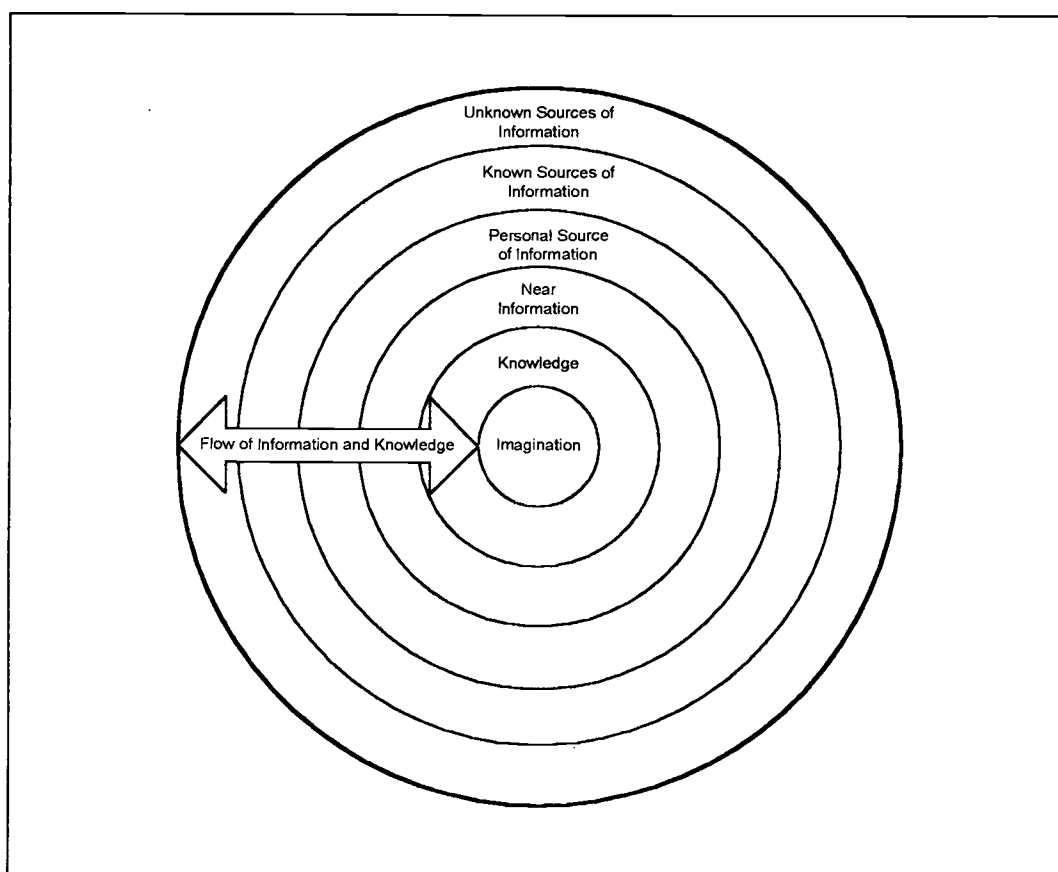 Unknown Sources of
Information
Known Sources of
Information
Personal Source
of Information
Near
Information
Knowledge
Flow of Information and Knowledge
Imagination